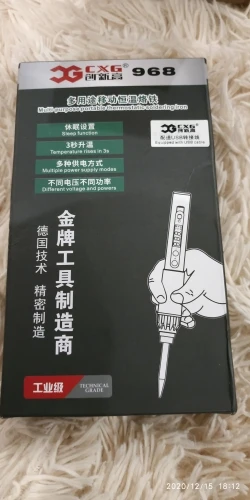 CXG
创新高
968
多用途移动恒温烙铁
Multi-purpose portable thermostatic soldering iron
休眠设置
Sleep function
3秒升温
Temperature rises in 3s
多种供电方式
Multiple power supply modes
不同电压不同功率
Different voltage and powers
CXG
创新高
金牌工具制造商
德国技术 精密制造
工业级
TECHNICAL
GRADE
2020/12/15 18:12